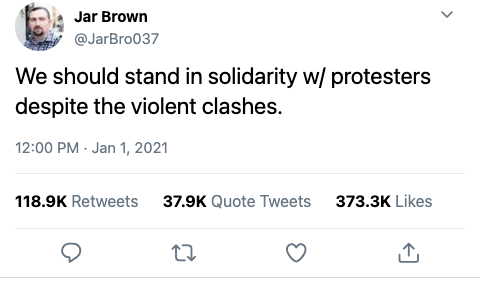 Jar Brown
@JarBro037
We should stand in solidarity w/ protesters
despite the violent clashes.
12:00 PM · Jan 1, 2021
118.9K Retweets 37.9K Quote Tweets 373.3K Likes